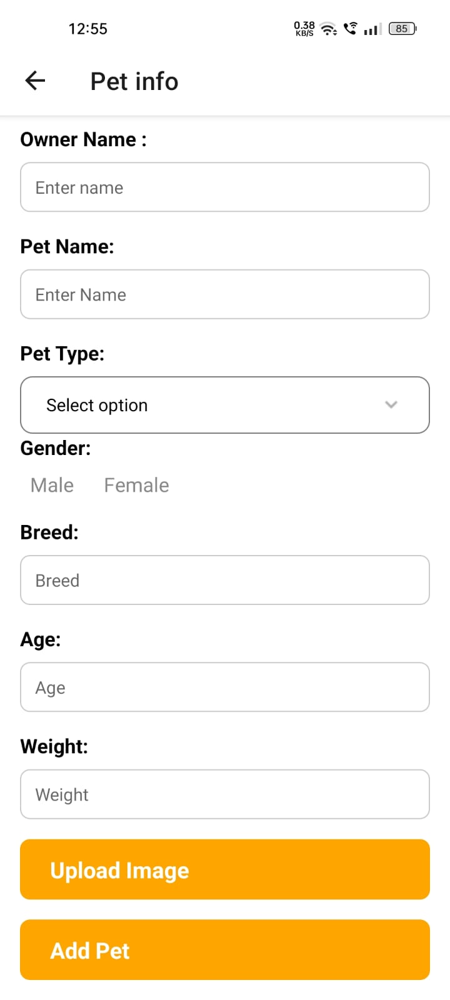 12:55
0.38
KB/S
85
Pet info
Owner Name :
Enter name
Pet Name:
Enter Name
Pet Type:
Select option
Gender:
Male Female
Breed:
Breed
Age:
Age
Weight:
Weight
Upload Image
Add Pet